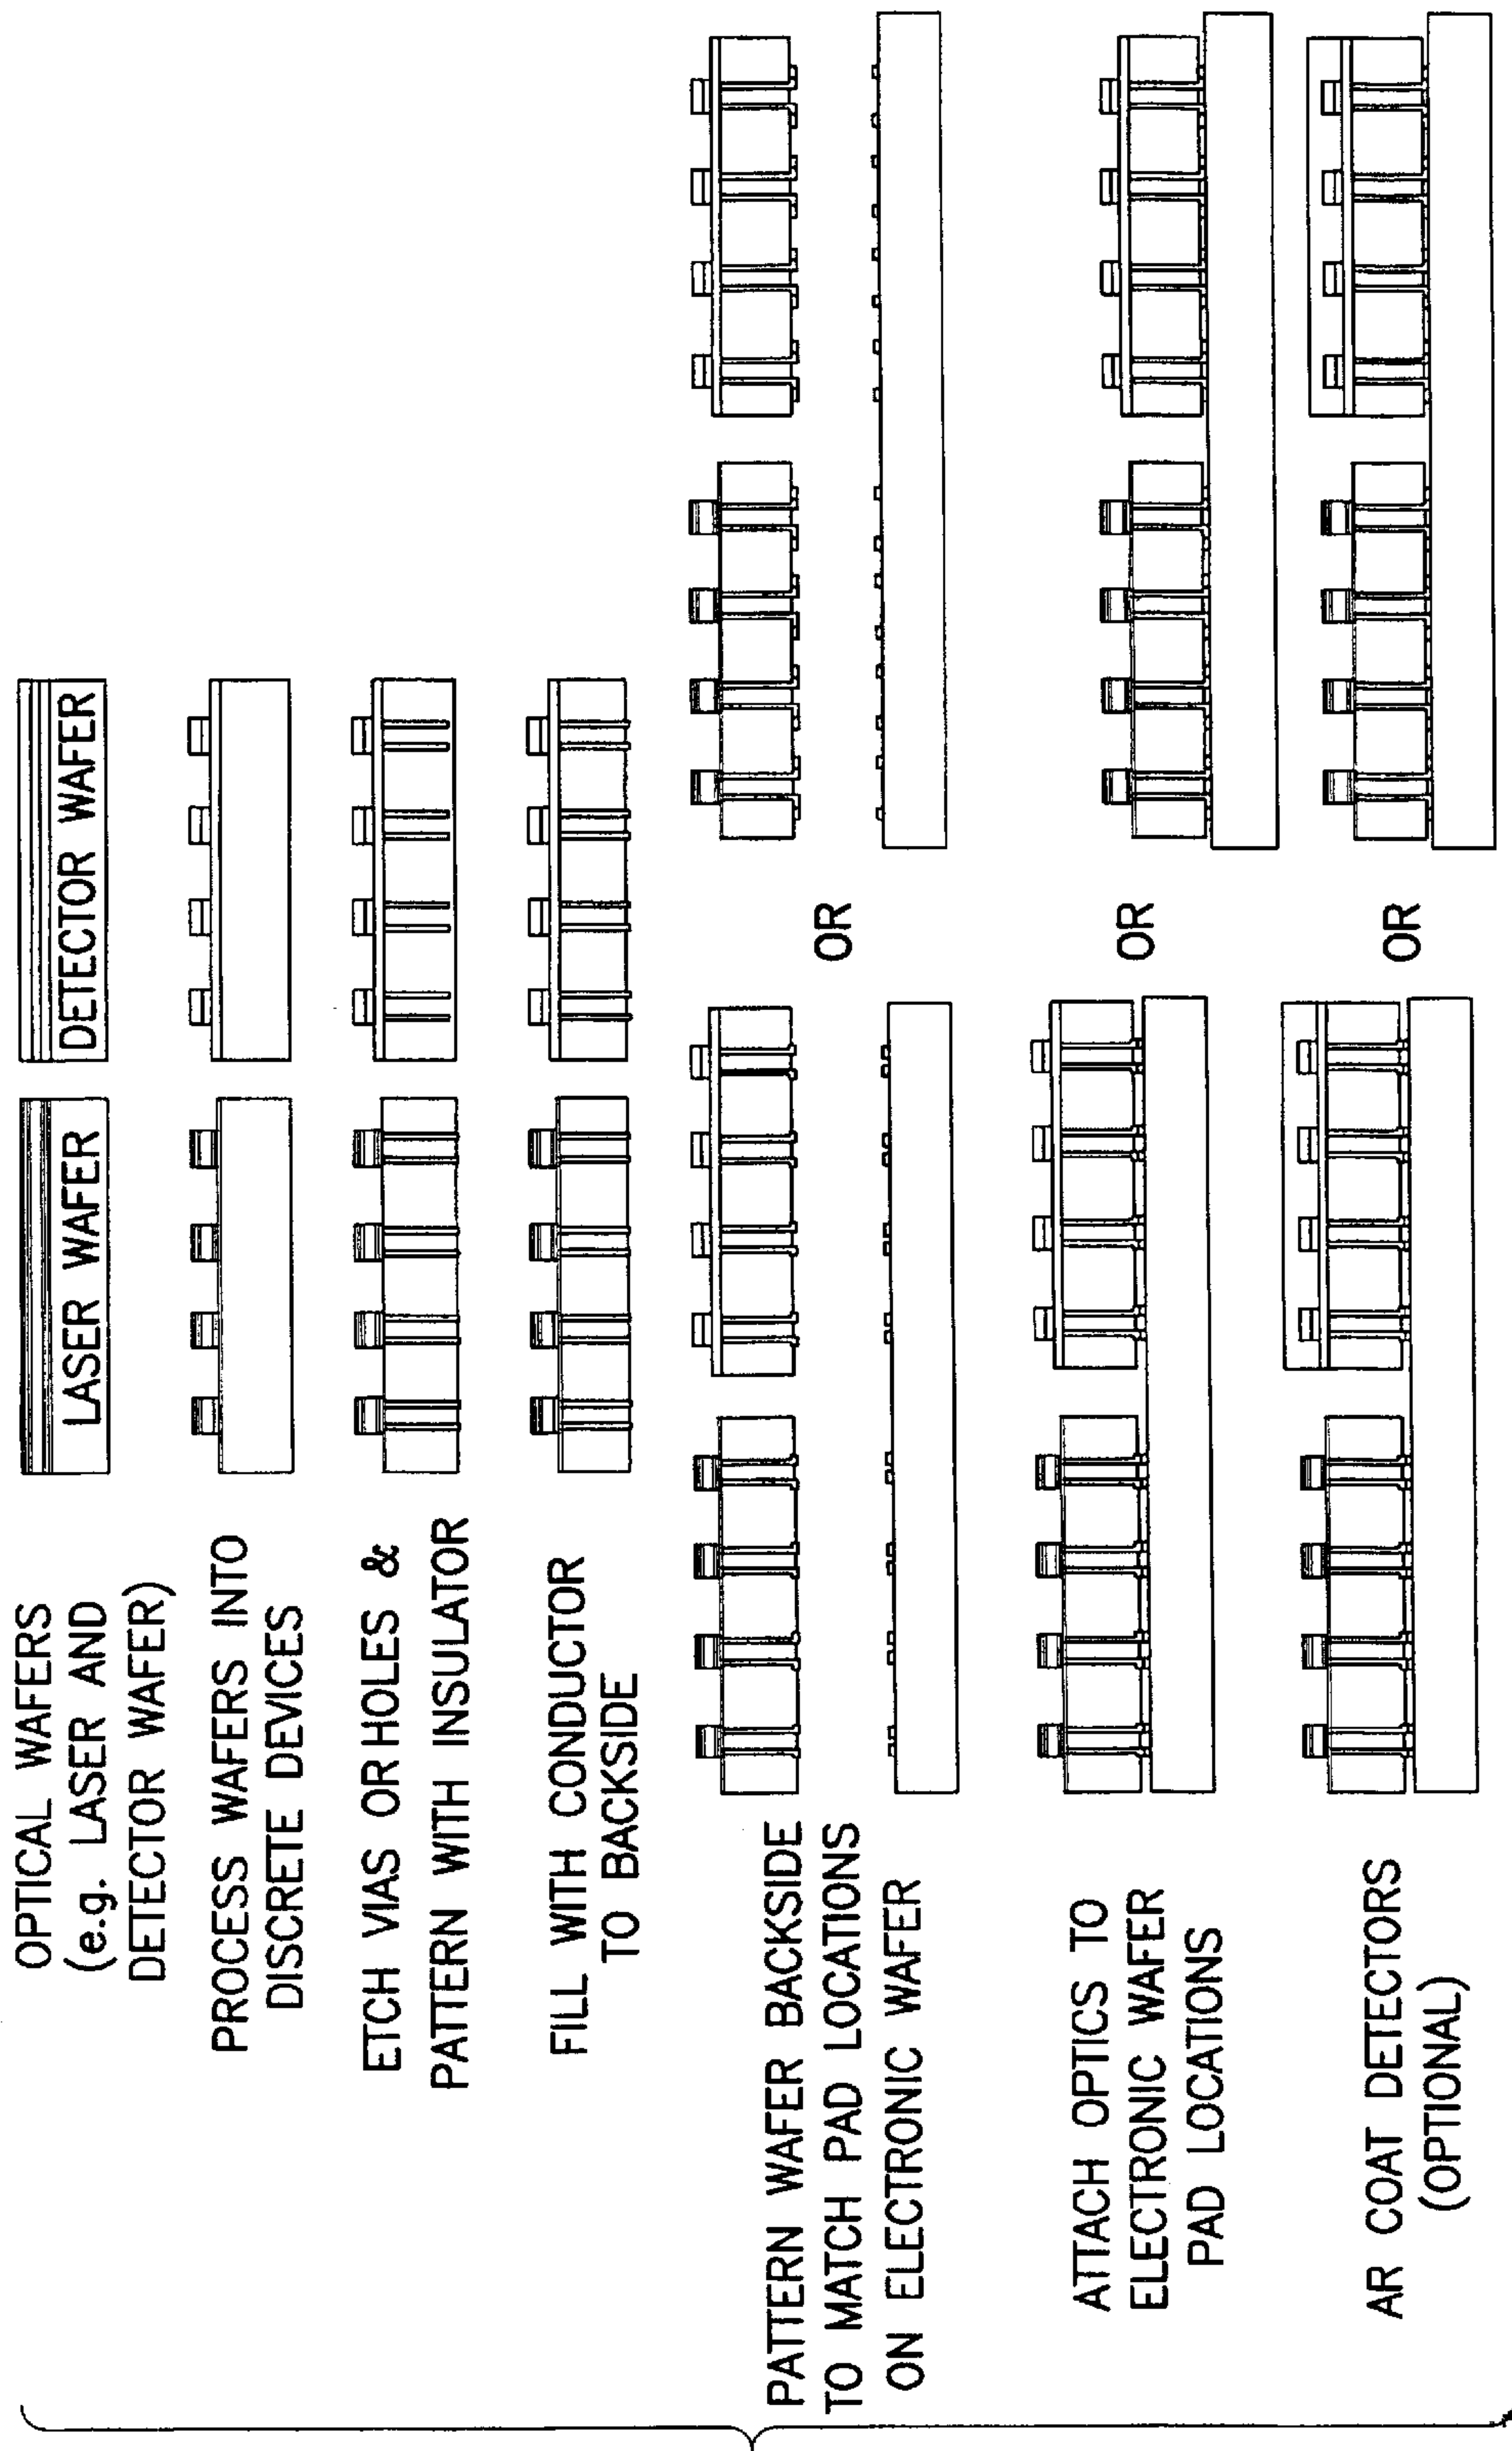 OPTICAL WAFERS
(e.g. LASER AND
DETECTOR WAFER)
LASER WAFER
DETECTOR WAFER
PROCESS WAFERS INTO
DISCRETE DEVICES
ETCH VIAS OR HOLES &
PATTERN WITH INSULATOR
FILL WITH CONDUCTOR
TO BACKSIDE
PATTERN WAFER BACKSIDE
TO MATCH PAD LOCATIONS
ON ELECTRONIC WAFER
OR
ATTACH OPTICS TO
ELECTRONIC WAFER
PAD LOCATIONS
OR
AR COAT DETECTORS
(OPTIONAL)
OR